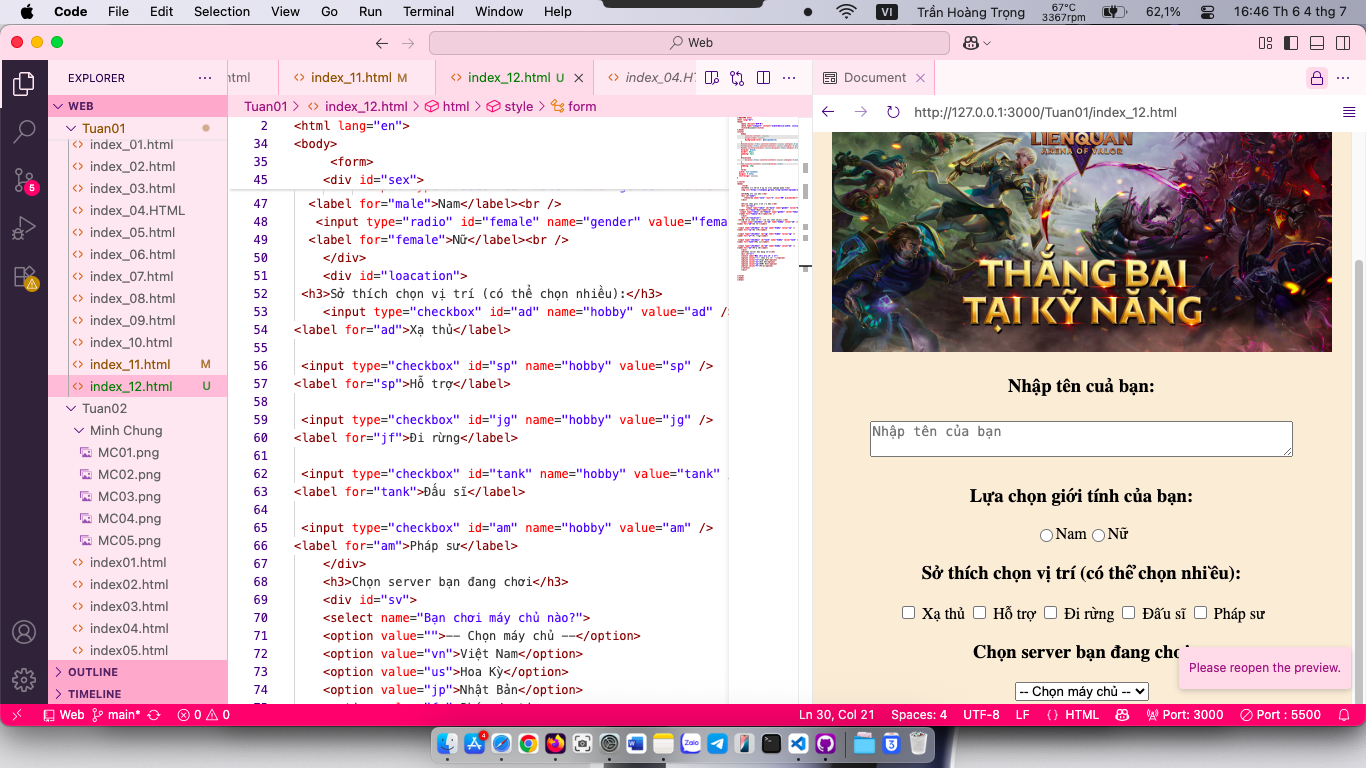 Code File Edit Selection View Go Run Terminal Window Help
VI Trần Hoàng Trọng 67°C 3367rpm 62,1% 16:46 Th 6 4 thg 7
Web
EXPLORER
WEB
Tuan01
index_01.html
index_02.html
index_03.html
index_04.HTML
index_05.html
index_06.html
index_07.html
index_08.html
index_09.html
index_10.html
index_11.html M
index_12.html U
Tuan02
Minh Chung
MC01.png
MC02.png
MC03.png
MC04.png
MC05.png
index01.html
index02.html
index03.html
index04.html
index05.html
OUTLINE
TIMELINE
index_11.html M index_12.html U index_04.HT
Tuan01 index_12.html html style form
2 <html lang="en">
34 <body>
35 <form>
45 <div id="sex">
47 <label for="male">Nam</label><br />
48 <input type="radio" id="female" name="gender" value="fema
49 <label for="female">Nữ</label><br />
50 </div>
51 <div id="loacation">
52 <h3>Sở thích chọn vị trí (có thể chọn nhiều):</h3>
53 <input type="checkbox" id="ad" name="hobby" value="ad" /
54 <label for="ad">Xạ thủ</label>
55
56 <input type="checkbox" id="sp" name="hobby" value="sp" />
57 <label for="sp">Hỗ trợ</label>
58
59 <input type="checkbox" id="jg" name="hobby" value="jg" />
60 <label for="jf">Đi rừng</label>
61
62 <input type="checkbox" id="tank" name="hobby" value="tank"
63 <label for="tank">Đấu sĩ</label>
64
65 <input type="checkbox" id="am" name="hobby" value="am" />
66 <label for="am">Pháp sư</label>
67 </div>
68 <h3>Chọn server bạn đang chơi</h3>
69 <div id="sv">
70 <select name="Bạn chơi máy chủ nào?">
71 <option value="">-- Chọn máy chủ --</option>
72 <option value="vn">Việt Nam</option>
73 <option value="us">Hoa Kỳ</option>
74 <option value="jp">Nhật Bản</option>
Document
http://127.0.0.1:3000/Tuan01/index_12.html
LIENQUAN
ARENA OF VALOR
THẮNG BẠI
TẠI KỸ NĂNG
Nhập tên cuả bạn:
Nhập tên của bạn
Lựa chọn giới tính của bạn:
Nam Nữ
Sở thích chọn vị trí (có thể chọn nhiều):
Xạ thủ Hỗ trợ Đi rừng Đấu sĩ Pháp sư
Chọn server bạn đang chơi
Please reopen the preview.
-- Chọn máy chủ --
Web main* 0 0 Ln 30, Col 21 Spaces: 4 UTF-8 LF HTML Port: 3000 Port : 5500
5
4
Zalo
3